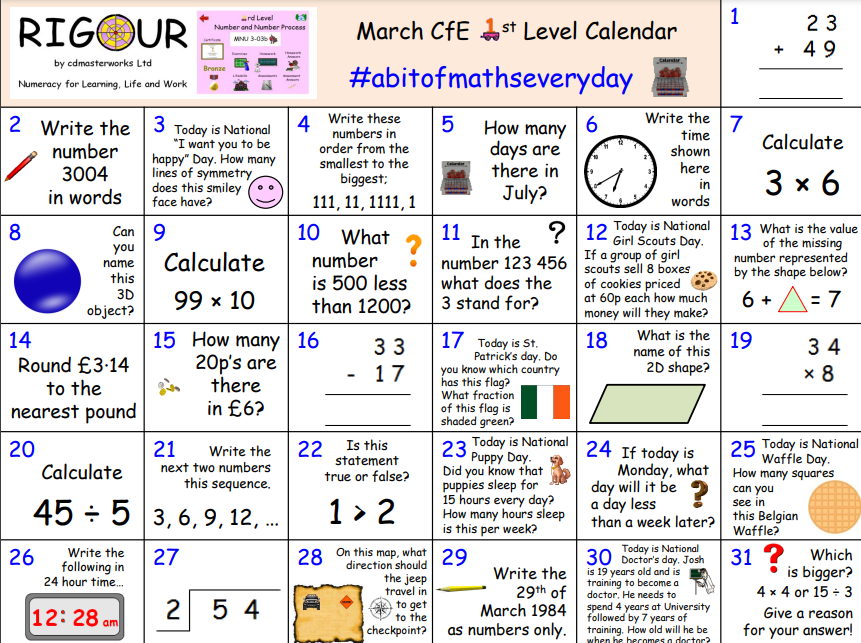 RIGOUR
by cdmasterworks Ltd
Numeracy for Learning, Life and Work
rd Level
Number and Number Process
MNU 3-03b
Bronze
March CfE 1st Level Calendar
#abitofmathseveryday
Calendar
1
23
+ 49
2
Write the
number
3004
in words
3
Today is National
“I want you to be
happy” Day. How many
lines of symmetry
does this smiley
face have?
4
Write these
numbers in
order from the
smallest to the
biggest;
111, 11, 1111, 1
5
How many
days are
there in
July?
Calendar
6
Write the
time
shown
here
in
words
12
1
2
3
4
5
6
7
8
9
10
11
7
Calculate
3 × 6
8
Can
you
name
this
3D
object?
9
Calculate
99 × 10
10
What
number
is 500 less
than 1200?
?
11
In the
number 123 456
what does the
3 stand for?
?
12
Today is National
Girl Scouts Day.
If a group of girl
scouts sell 8 boxes
of cookies priced
at 60p each how much
money will they make?
13
What is the value
of the missing
number represented
by the shape below?
6 + = 7
14
Round £3·14
to the
nearest pound
15
How many
20p’s are
there
in £6?
16
33
- 17
17
Today is St.
Patrick’s day. Do
you know which country
has this flag?
What fraction
of this flag is
shaded green?
18
What is the
name of this
2D shape?
19
34
× 8
20
Calculate
45 ÷ 5
21
Write the
next two numbers
this sequence.
3, 6, 9, 12, …
22
Is this
statement
true or false?
1 > 2
23
Today is National
Puppy Day.
Did you know that
puppies sleep for
15 hours every day?
How many hours sleep
is this per week?
24
If today is
Monday, what
day will it be
a day less
than a week later?
?
25
Today is National
Waffle Day.
How many squares
can you
see in
this Belgian
Waffle?
26
Write the
following in
24 hour time…
12:28 am
27
2 54
28
On this map, what
direction should
the jeep
travel in
to get
to the
checkpoint?
29
Write the
29th of
March 1984
as numbers only.
30
Today is National
Doctor’s day. Josh
is 19 years old and is
training to become a
doctor. He needs to
spend 4 years at University
followed by 7 years of
training. How old will he be
when he becomes a doctor?
31
?
Which
is bigger?
4 × 4 or 15 ÷ 3
Give a reason
for your answer!